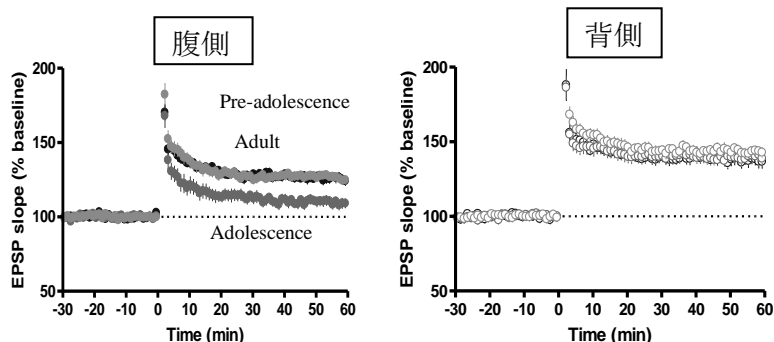 腹側
200
150
100
50
EPSP slope (% baseline)
Pre-adolescence
Adult
Adolescence
-30 -20 -10 0 10 20 30 40 50 60
Time (min)
背側
200
150
100
50
EPSP slope (% baseline)
-30 -20 -10 0 10 20 30 40 50 60
Time (min)